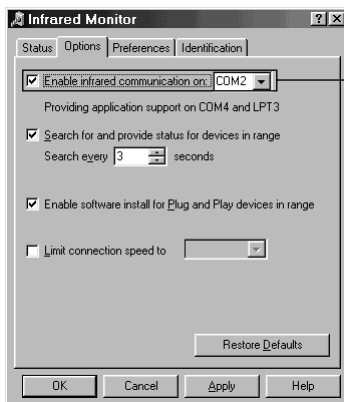 Infrared Monitor
Status Options Preferences Identification
Enable infrared communication on: COM2
Providing application support on COM4 and LPT3
Search for and provide status for devices in range
Search every 3 seconds
Enable software install for Plug and Play devices in range
Limit connection speed to
Restore Defaults
OK Cancel Apply Help